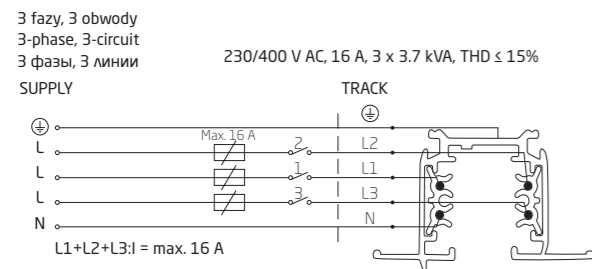 3 fazy, 3 obwody
3-phase, 3-circuit
3 фазы, 3 линии
230/400 V AC, 16 A, 3 x 3.7 kVA, THD ≤ 15%
SUPPLY
TRACK
Max. 16 A
L 2 L2
L 1 L1
L 3 L3
N N
L1+L2+L3:I = max. 16 A